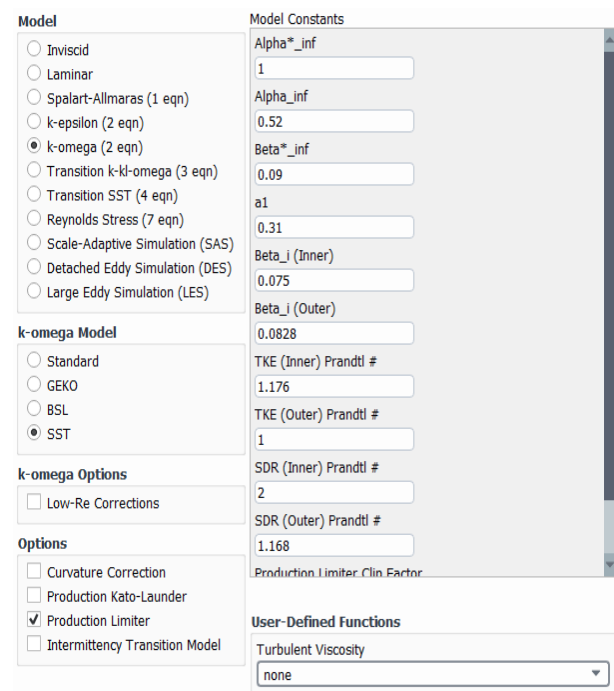 Model
Inviscid
Laminar
Spalart-Allmaras (1 eqn)
k-epsilon (2 eqn)
k-omega (2 eqn)
Transition k-kl-omega (3 eqn)
Transition SST (4 eqn)
Reynolds Stress (7 eqn)
Scale-Adaptive Simulation (SAS)
Detached Eddy Simulation (DES)
Large Eddy Simulation (LES)
k-omega Model
Standard
GEKO
BSL
SST
k-omega Options
Low-Re Corrections
Options
Curvature Correction
Production Kato-Launder
Production Limiter
Intermittency Transition Model
Model Constants
Alpha*_inf
1
Alpha_inf
0.52
Beta*_inf
0.09
a1
0.31
Beta_i (Inner)
0.075
Beta_i (Outer)
0.0828
TKE (Inner) Prandtl #
1.176
TKE (Outer) Prandtl #
1
SDR (Inner) Prandtl #
2
SDR (Outer) Prandtl #
1.168
Production Limiter Clip Factor
User-Defined Functions
Turbulent Viscosity
none